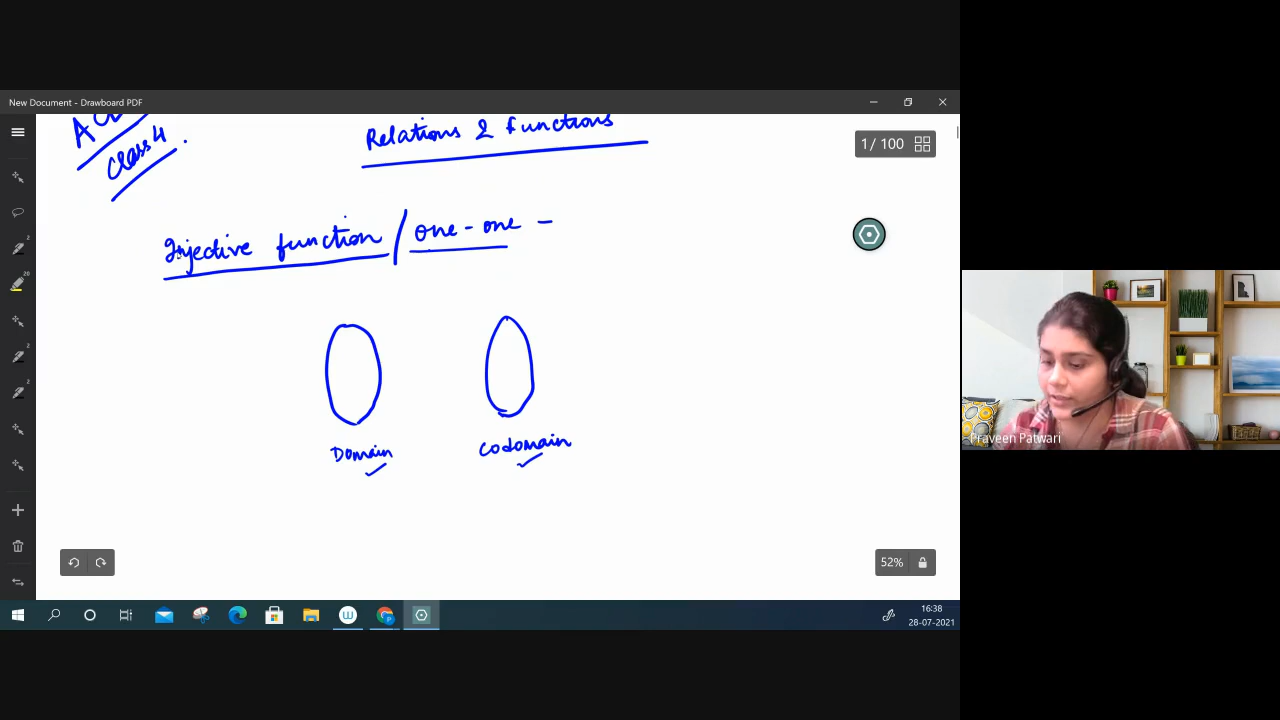 New Document - Drawboard PDF
Relations & Functions
Class 4.
1 / 100
Injective function / one-one -
Domain
Codomain
Praveen Patwari
52%
16:38
28-07-2021